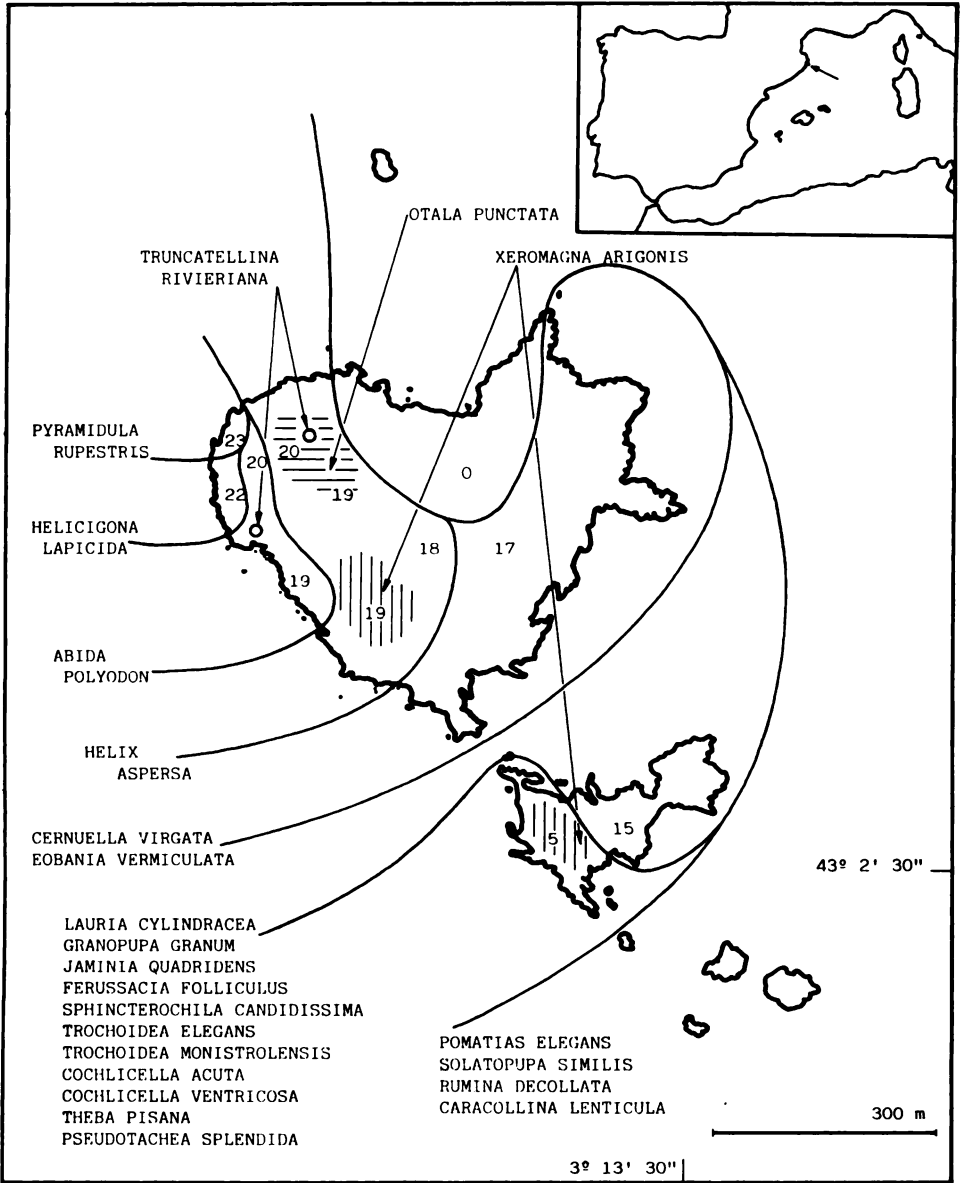 OTALA PUNCTATA
TRUNCATELLINA
RIVIERIANA
XEROMAGNA ARIGONIS
PYRAMIDULA
RUPESTRIS
23
20
20
19
0
22
HELICIGONA
LAPICIDA
18
17
19
19
ABIDA
POLYODON
HELIX
ASPERSA
CERNUELLA VIRGATA
EOBANIA VERMICULATA
5
15
43º 2' 30"
LAURIA CYLINDRACEA
GRANOPUPA GRANUM
JAMINIA QUADRIDENS
FERUSSACIA FOLLICULUS
SPHINCTEROCHILA CANDIDISSIMA
TROCHOIDEA ELEGANS
TROCHOIDEA MONISTROLENSIS
COCHLICELLA ACUTA
COCHLICELLA VENTRICOSA
THEBA PISANA
PSEUDOTACHEA SPLENDIDA
POMATIAS ELEGANS
SOLATOPUPA SIMILIS
RUMINA DECOLLATA
CARACOLLINA LENTICULA
300 m
3º 13' 30"